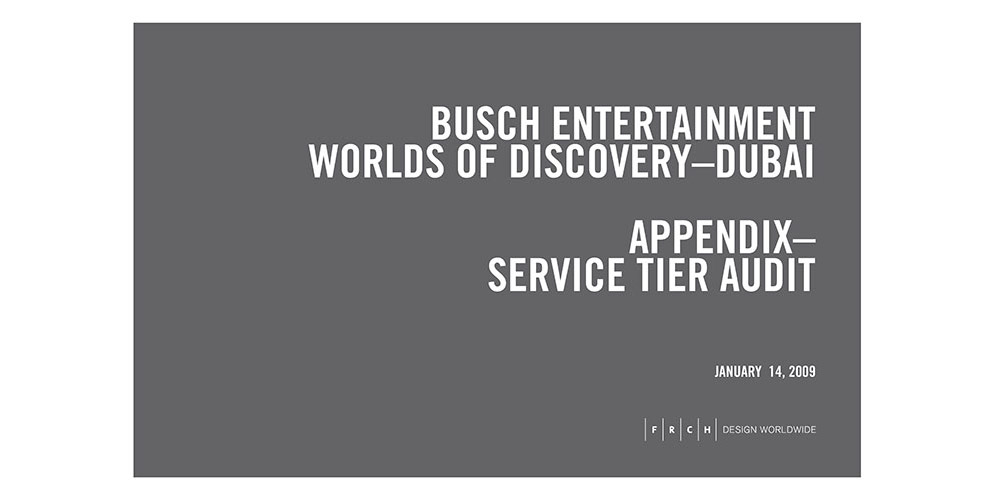 BUSCH ENTERTAINMENT
WORLDS OF DISCOVERY–DUBAI
APPENDIX–
SERVICE TIER AUDIT
JANUARY 14, 2009
F R C H DESIGN WORLDWIDE